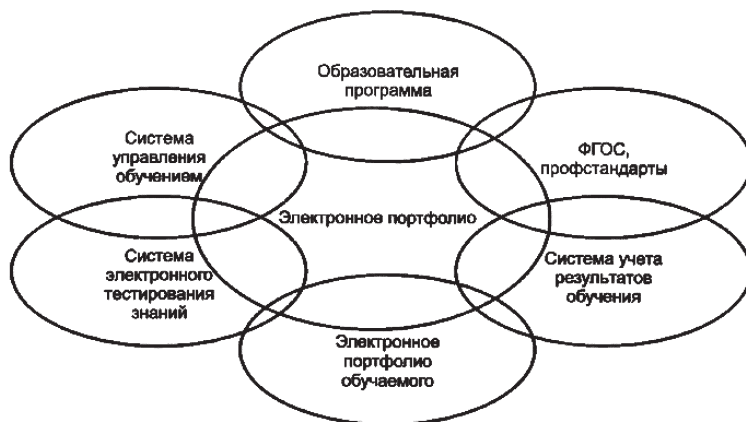 Образовательная
программа
Система
управления
обучением
ФГОС,
профстандарты
Электронное портфолио
Система
электронного
тестирования
знаний
Система учета
результатов
обучения
Электронное
портфолио
обучаемого